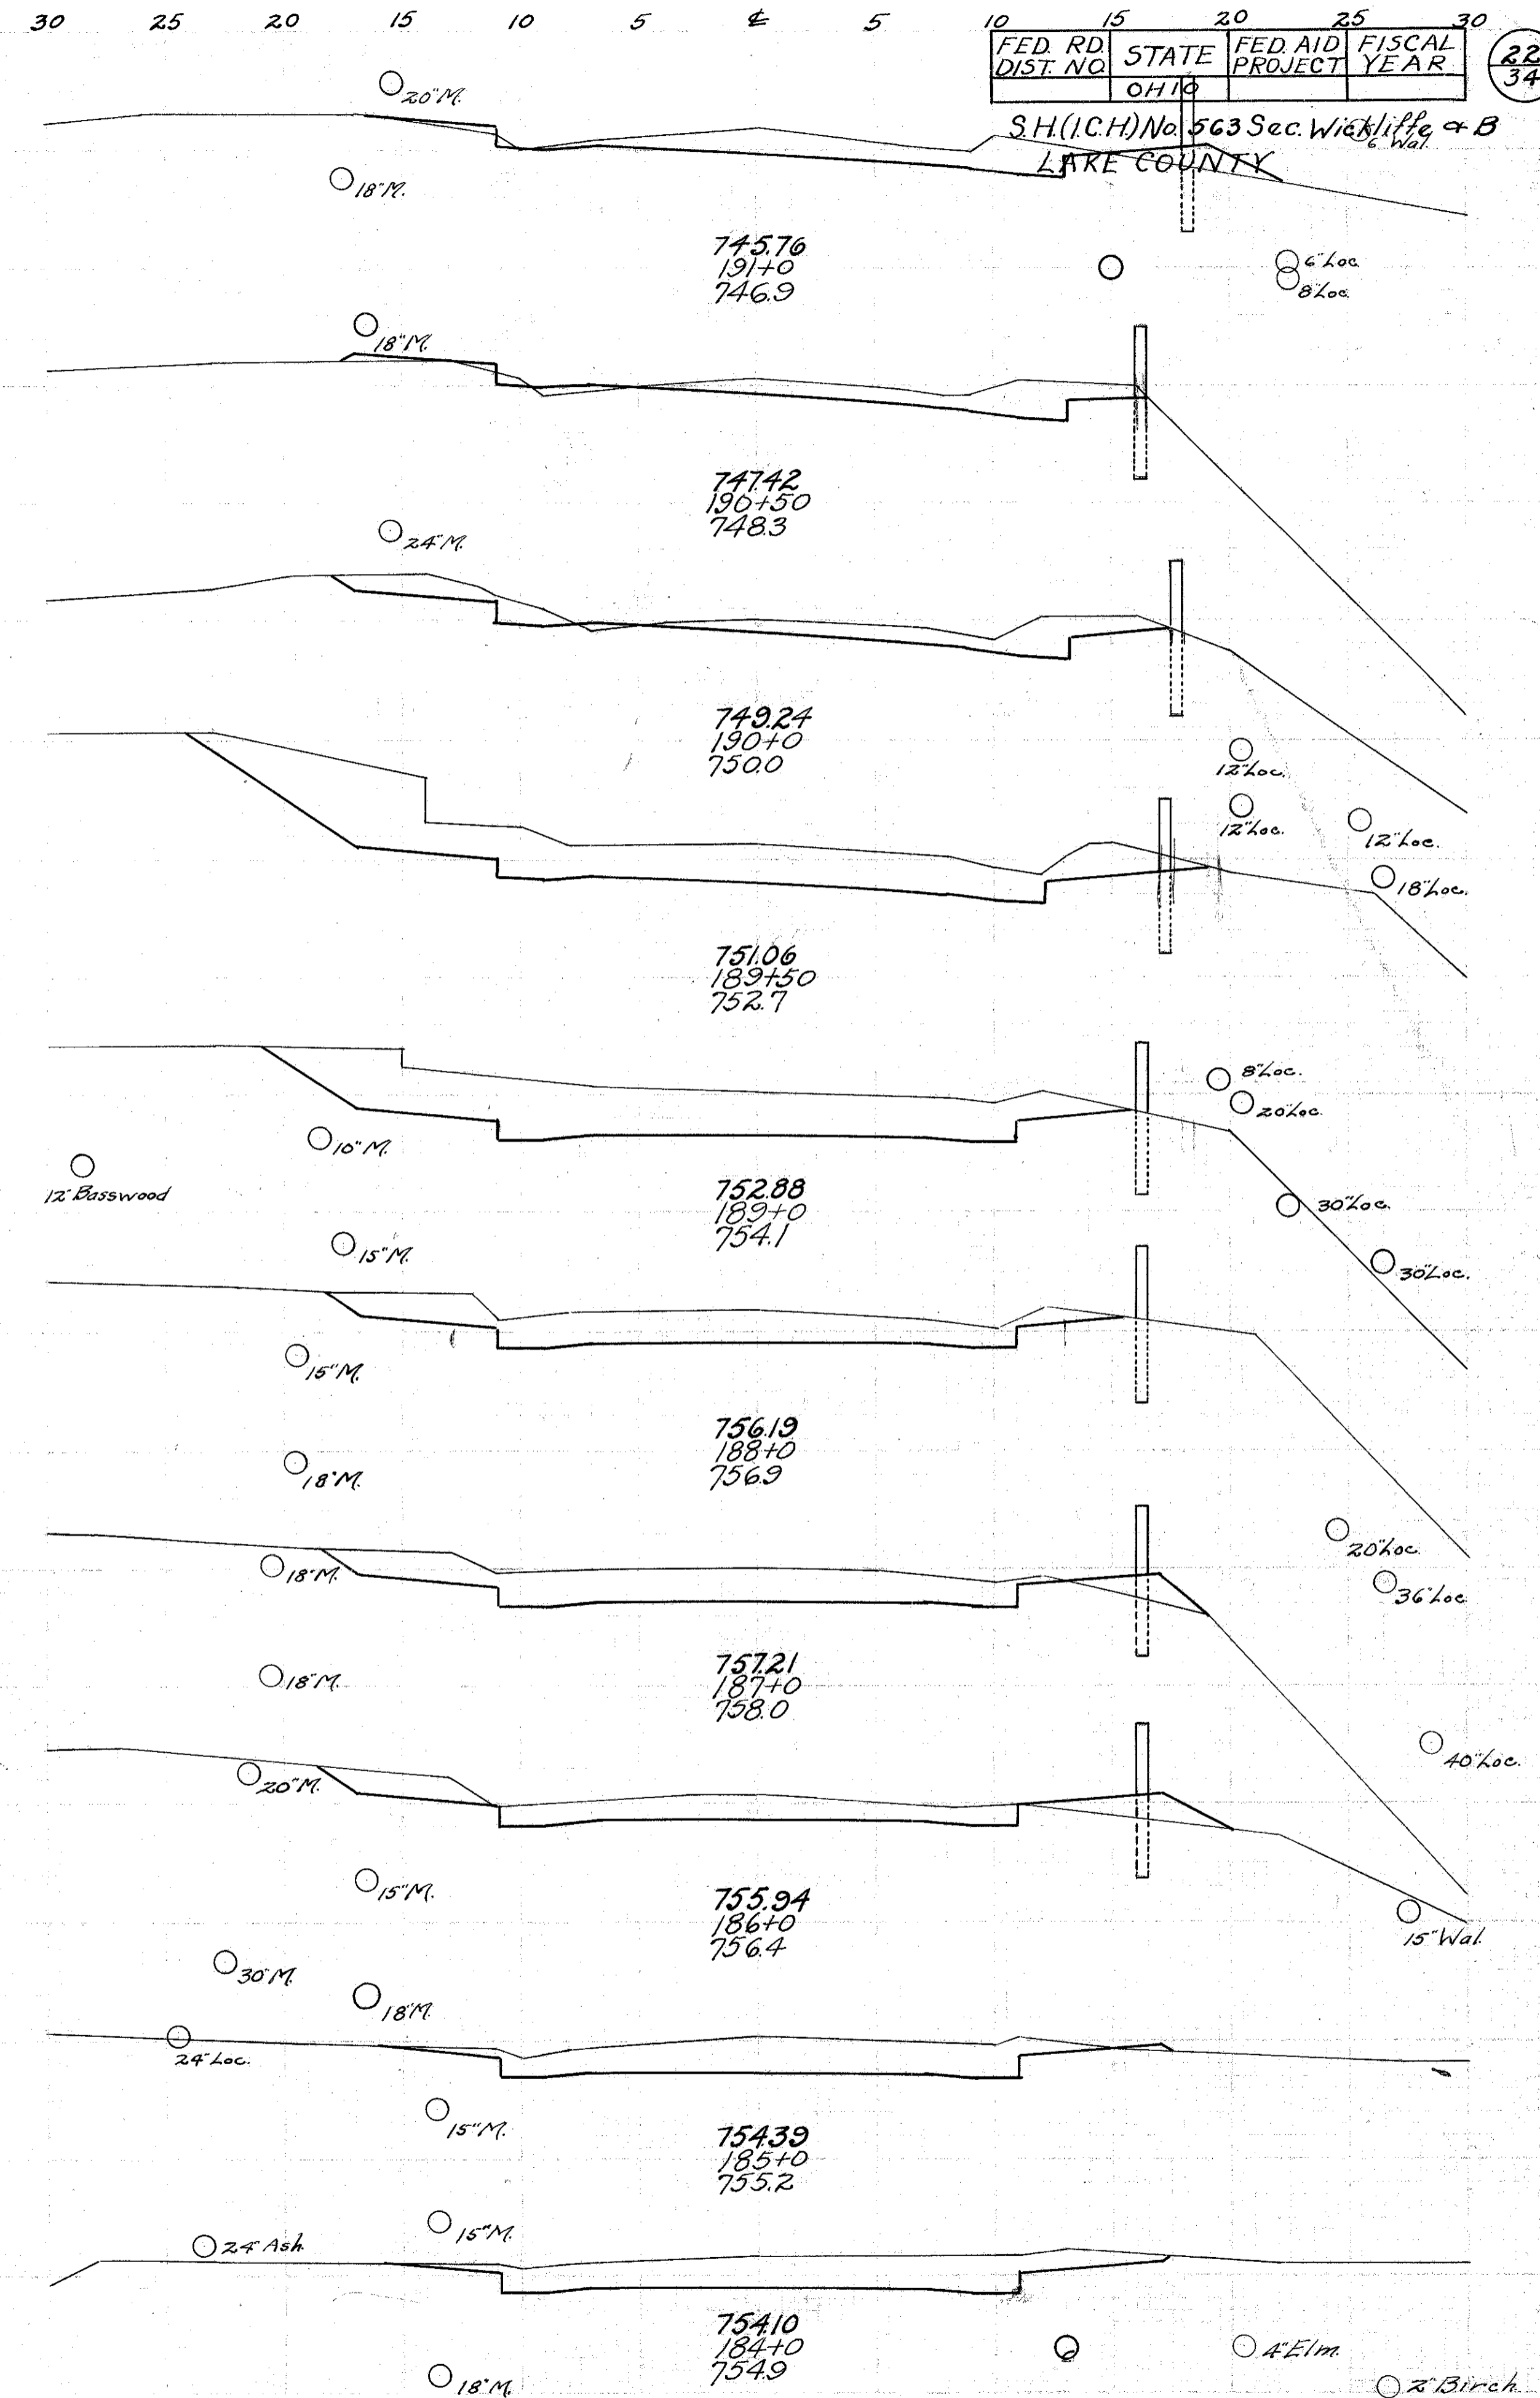 30 25 20 15 10 5 ℄ 5 10 15 20 25 30
FED. RD. DIST. NO. STATE FED. AID PROJECT FISCAL YEAR
OHIO
22
34
S.H.(I.C.H.) No. 563 Sec. Wickliffe & B
LAKE COUNTY
20"M.
6"Wal.
18"M.
745.76
191+0
746.9
6"Loc.
8"Loc.
18"M.
747.42
190+50
748.3
24"M.
749.24
190+0
750.0
12"Loc.
12"Loc.
12"Loc.
18"Loc.
751.06
189+50
752.7
8"Loc.
20"Loc.
10"M.
12"Basswood
752.88
189+0
754.1
30"Loc.
15"M.
30"Loc.
15"M.
756.19
188+0
756.9
18"M.
20"Loc.
18"M.
36"Loc.
757.21
187+0
758.0
18"M.
40"Loc.
20"M.
15"M.
755.94
186+0
756.4
15"Wal.
30"M.
18"M.
24"Loc.
15"M.
754.39
185+0
755.2
15"M.
24"Ash.
754.10
184+0
754.9
4"Elm.
18"M.
2"Birch